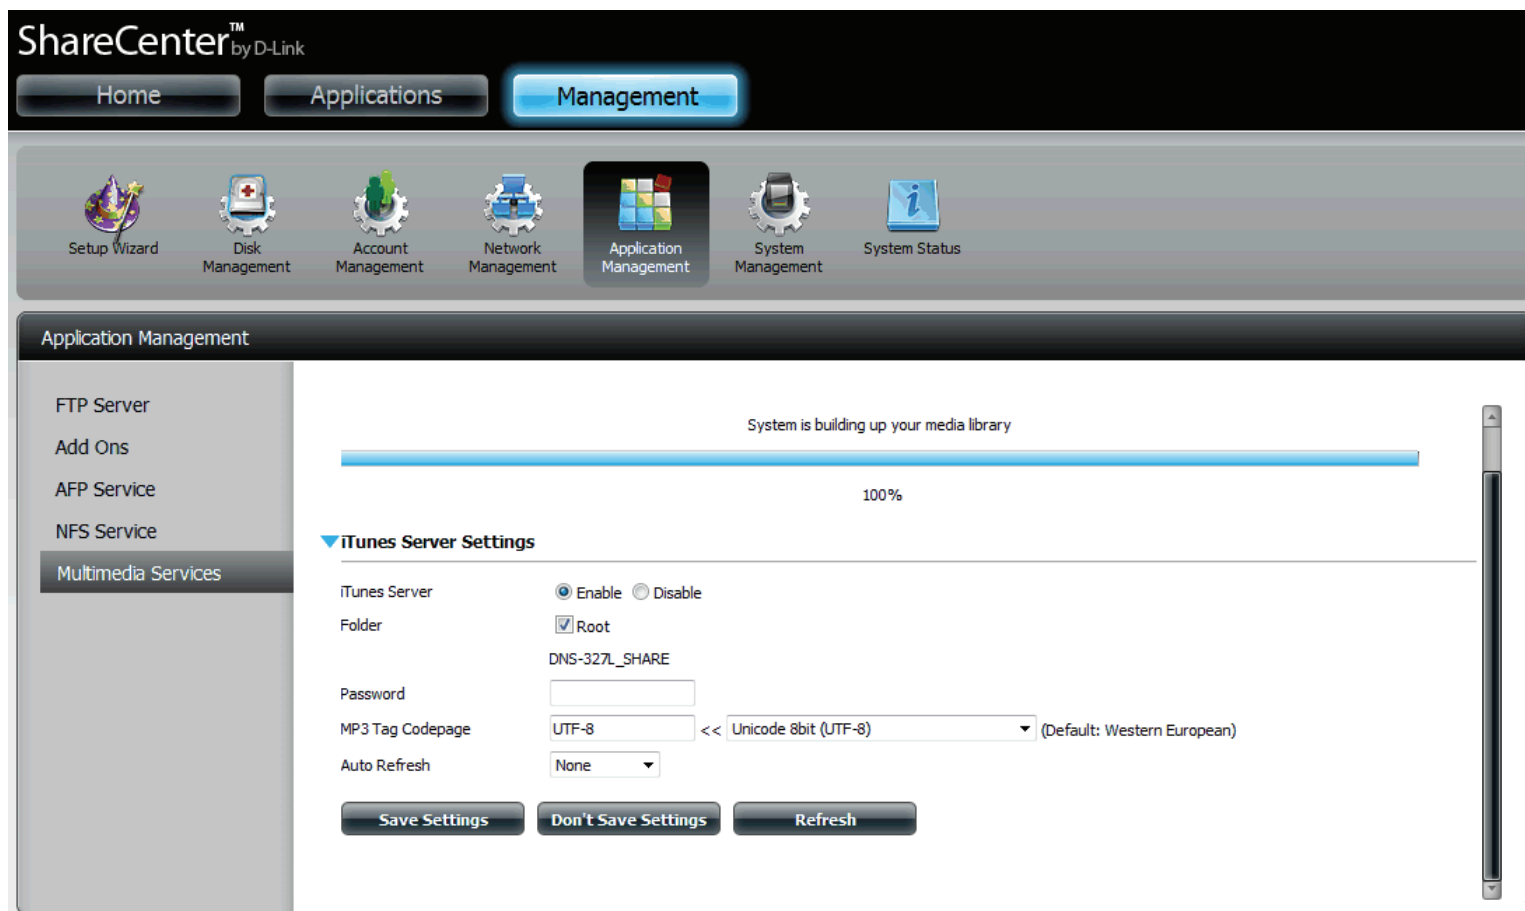 ShareCenter™ by D-Link
Home Applications Management
Setup Wizard
Disk Management
Account Management
Network Management
Application Management
System Management
System Status
Application Management
FTP Server
Add Ons
AFP Service
NFS Service
Multimedia Services
System is building up your media library
100%
iTunes Server Settings
iTunes Server Enable Disable
Folder Root
DNS-327L_SHARE
Password
MP3 Tag Codepage UTF-8 << Unicode 8bit (UTF-8) (Default: Western European)
Auto Refresh None
Save Settings Don't Save Settings Refresh